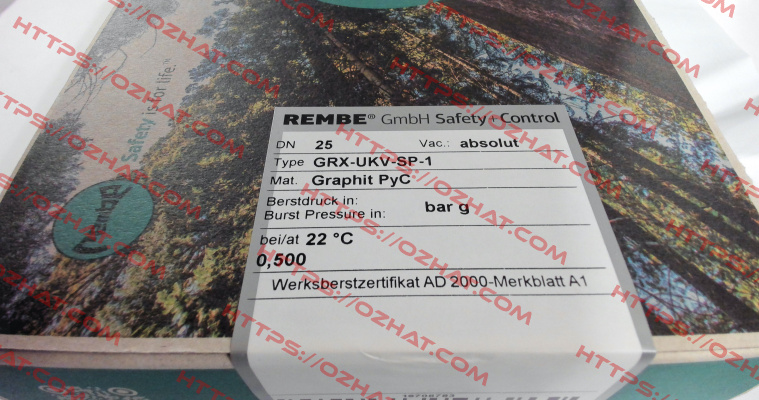 Safety is for life.™
REMBE
REMBE® GmbH Safety+Control
DN 25 Vac.: absolut
Type GRX-UKV-SP-1
Mat. Graphit PyC
Berstdruck in:
Burst Pressure in: bar g
bei/at 22 °C
0,500
Werksberstzertifikat AD 2000-Merkblatt A1
HTTPS://OZHAT.COM